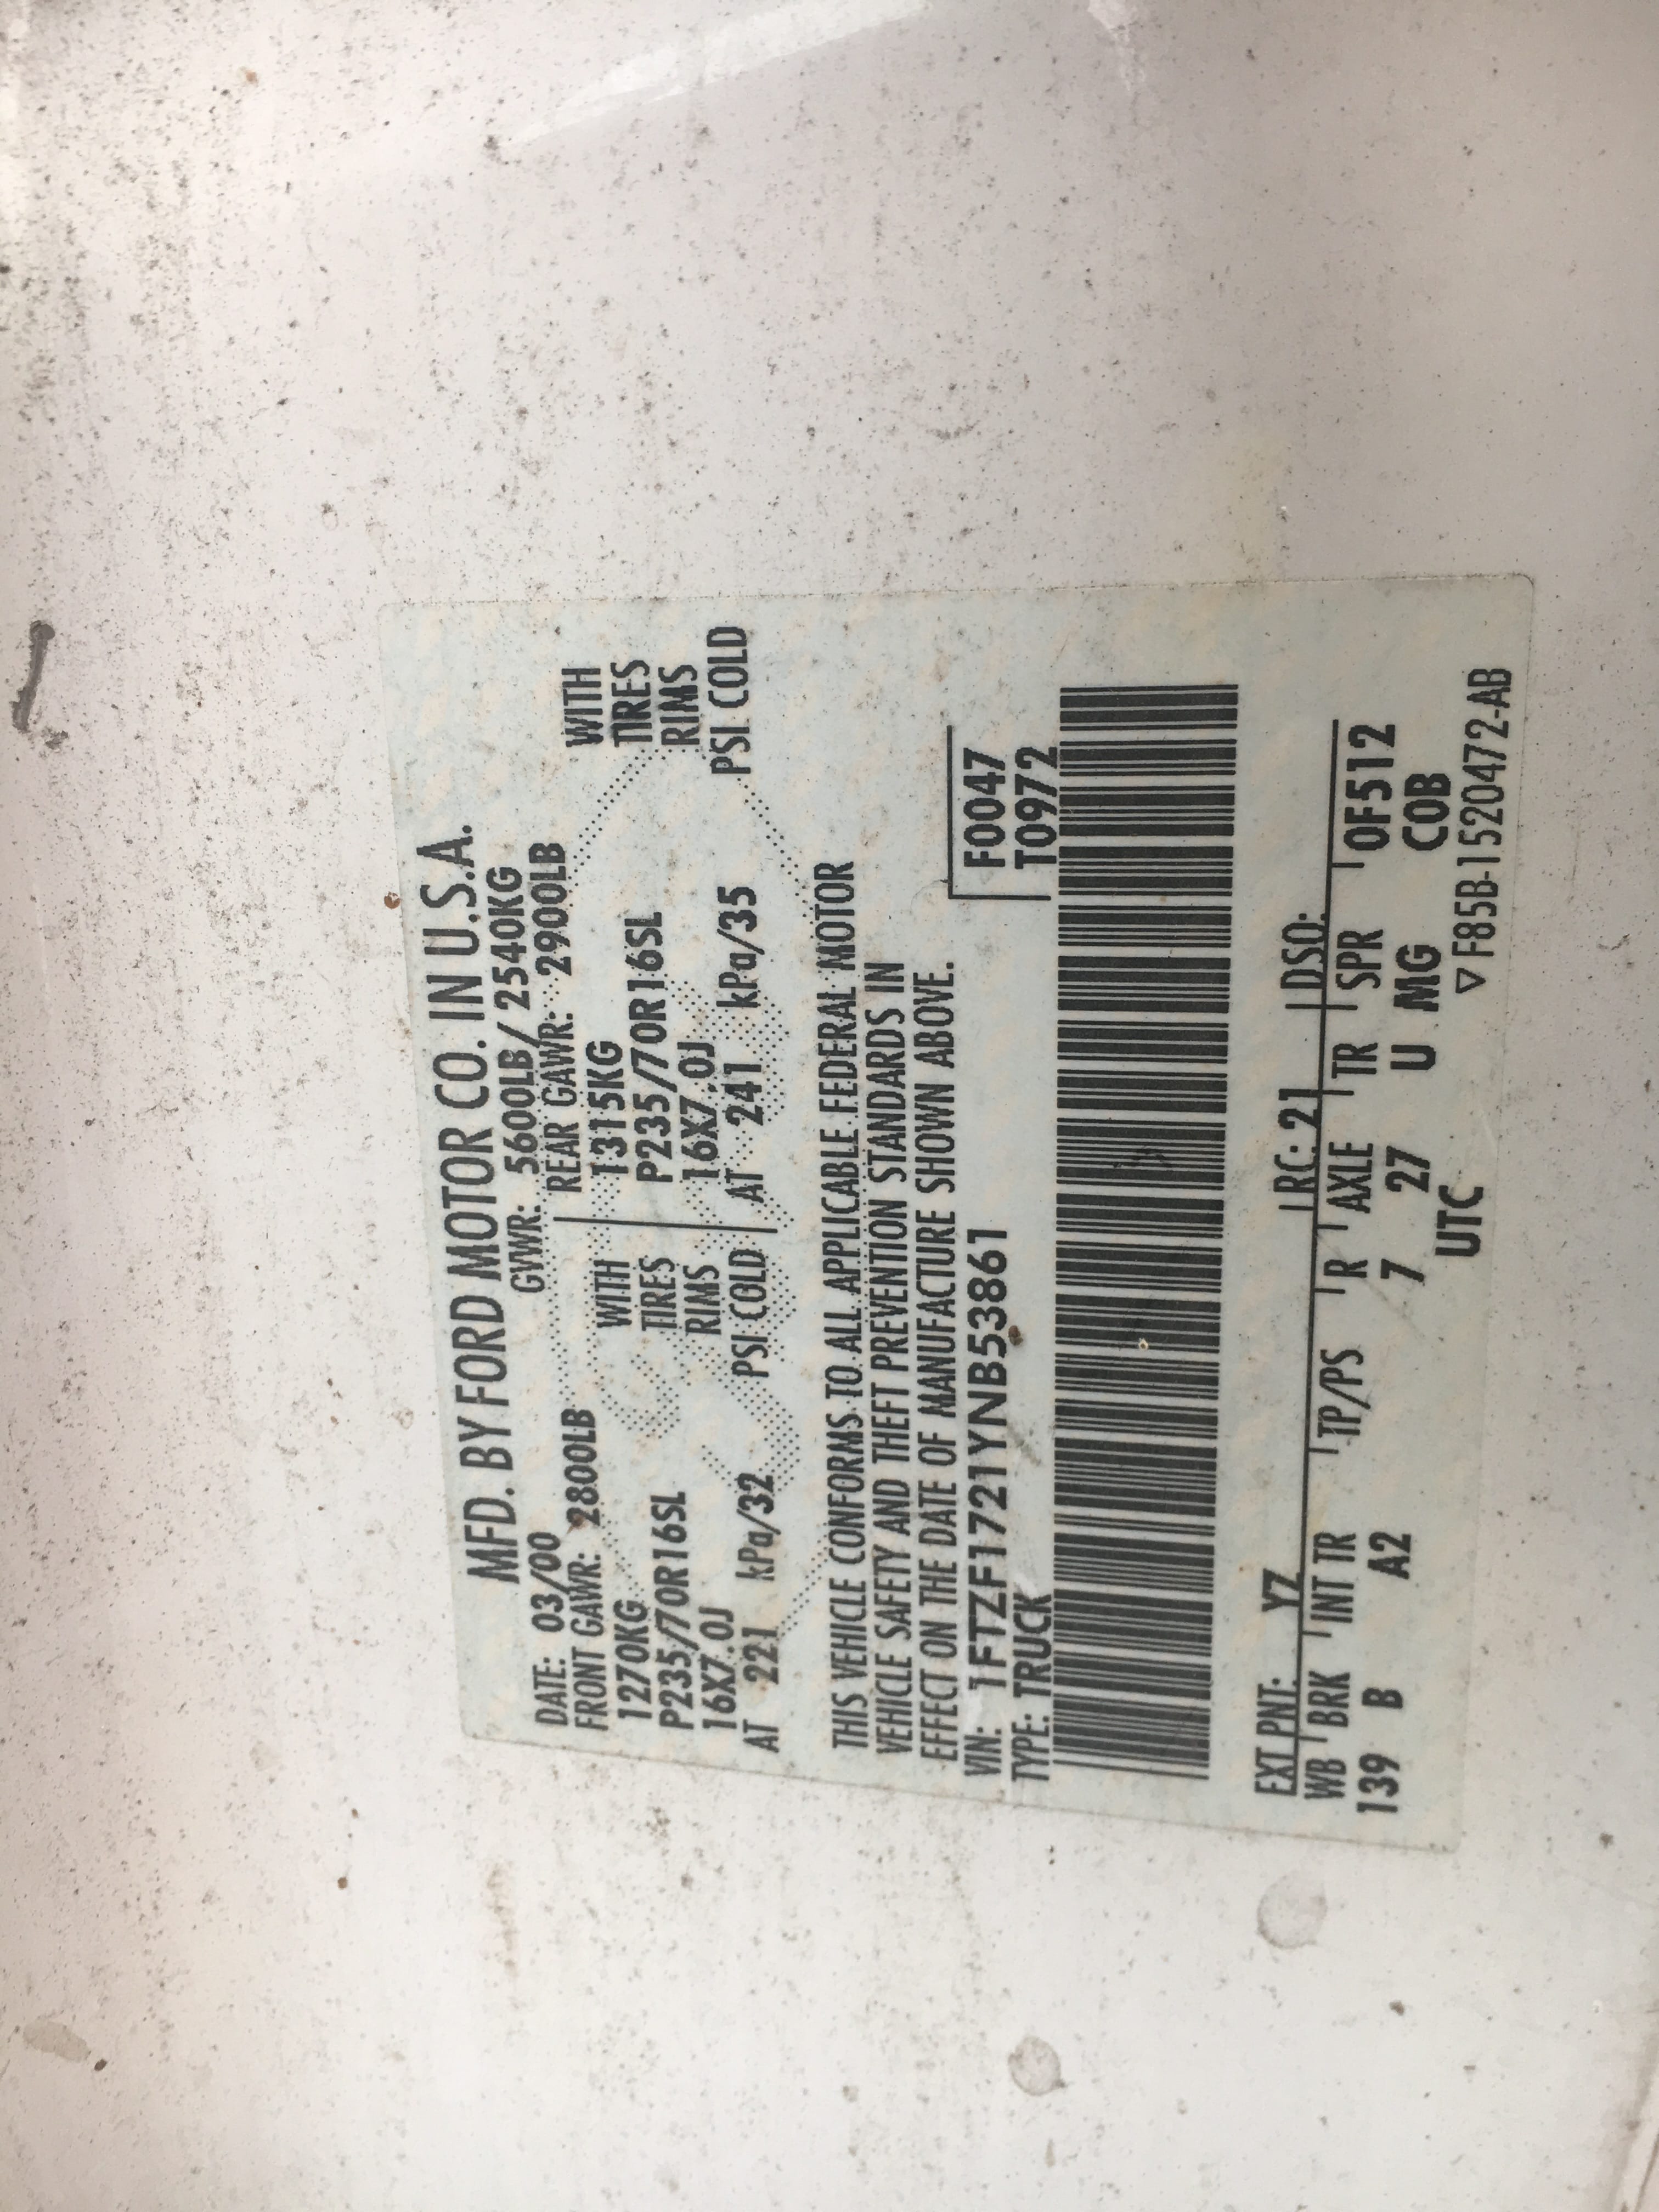 MFD. BY FORD MOTOR CO. IN U.S.A.
DATE: 03/00 GVWR: 5600LB/ 2540KG
FRONT GAWR: 2800LB REAR GAWR: 2900LB
1270KG WITH 1315KG WITH
P235/70R16SL TIRES P235/70R16SL TIRES
16X7.0J RIMS 16X7.0J RIMS
AT 221 kPa/32 PSI COLD AT 241 kPa/35 PSI COLD
THIS VEHICLE CONFORMS TO ALL APPLICABLE FEDERAL MOTOR
VEHICLE SAFETY AND THEFT PREVENTION STANDARDS IN
EFFECT ON THE DATE OF MANUFACTURE SHOWN ABOVE.
VIN: 1FTZF1721YNB53861 F0047
TYPE: TRUCK T0972
EXT PNT: YZ RC: 21 DSO:
WB BRK INT TR TP/PS R AXLE TR SPR 0F512
139 B A2 7 27 U MG COB
UTC
▽ F85B-1520472-AB